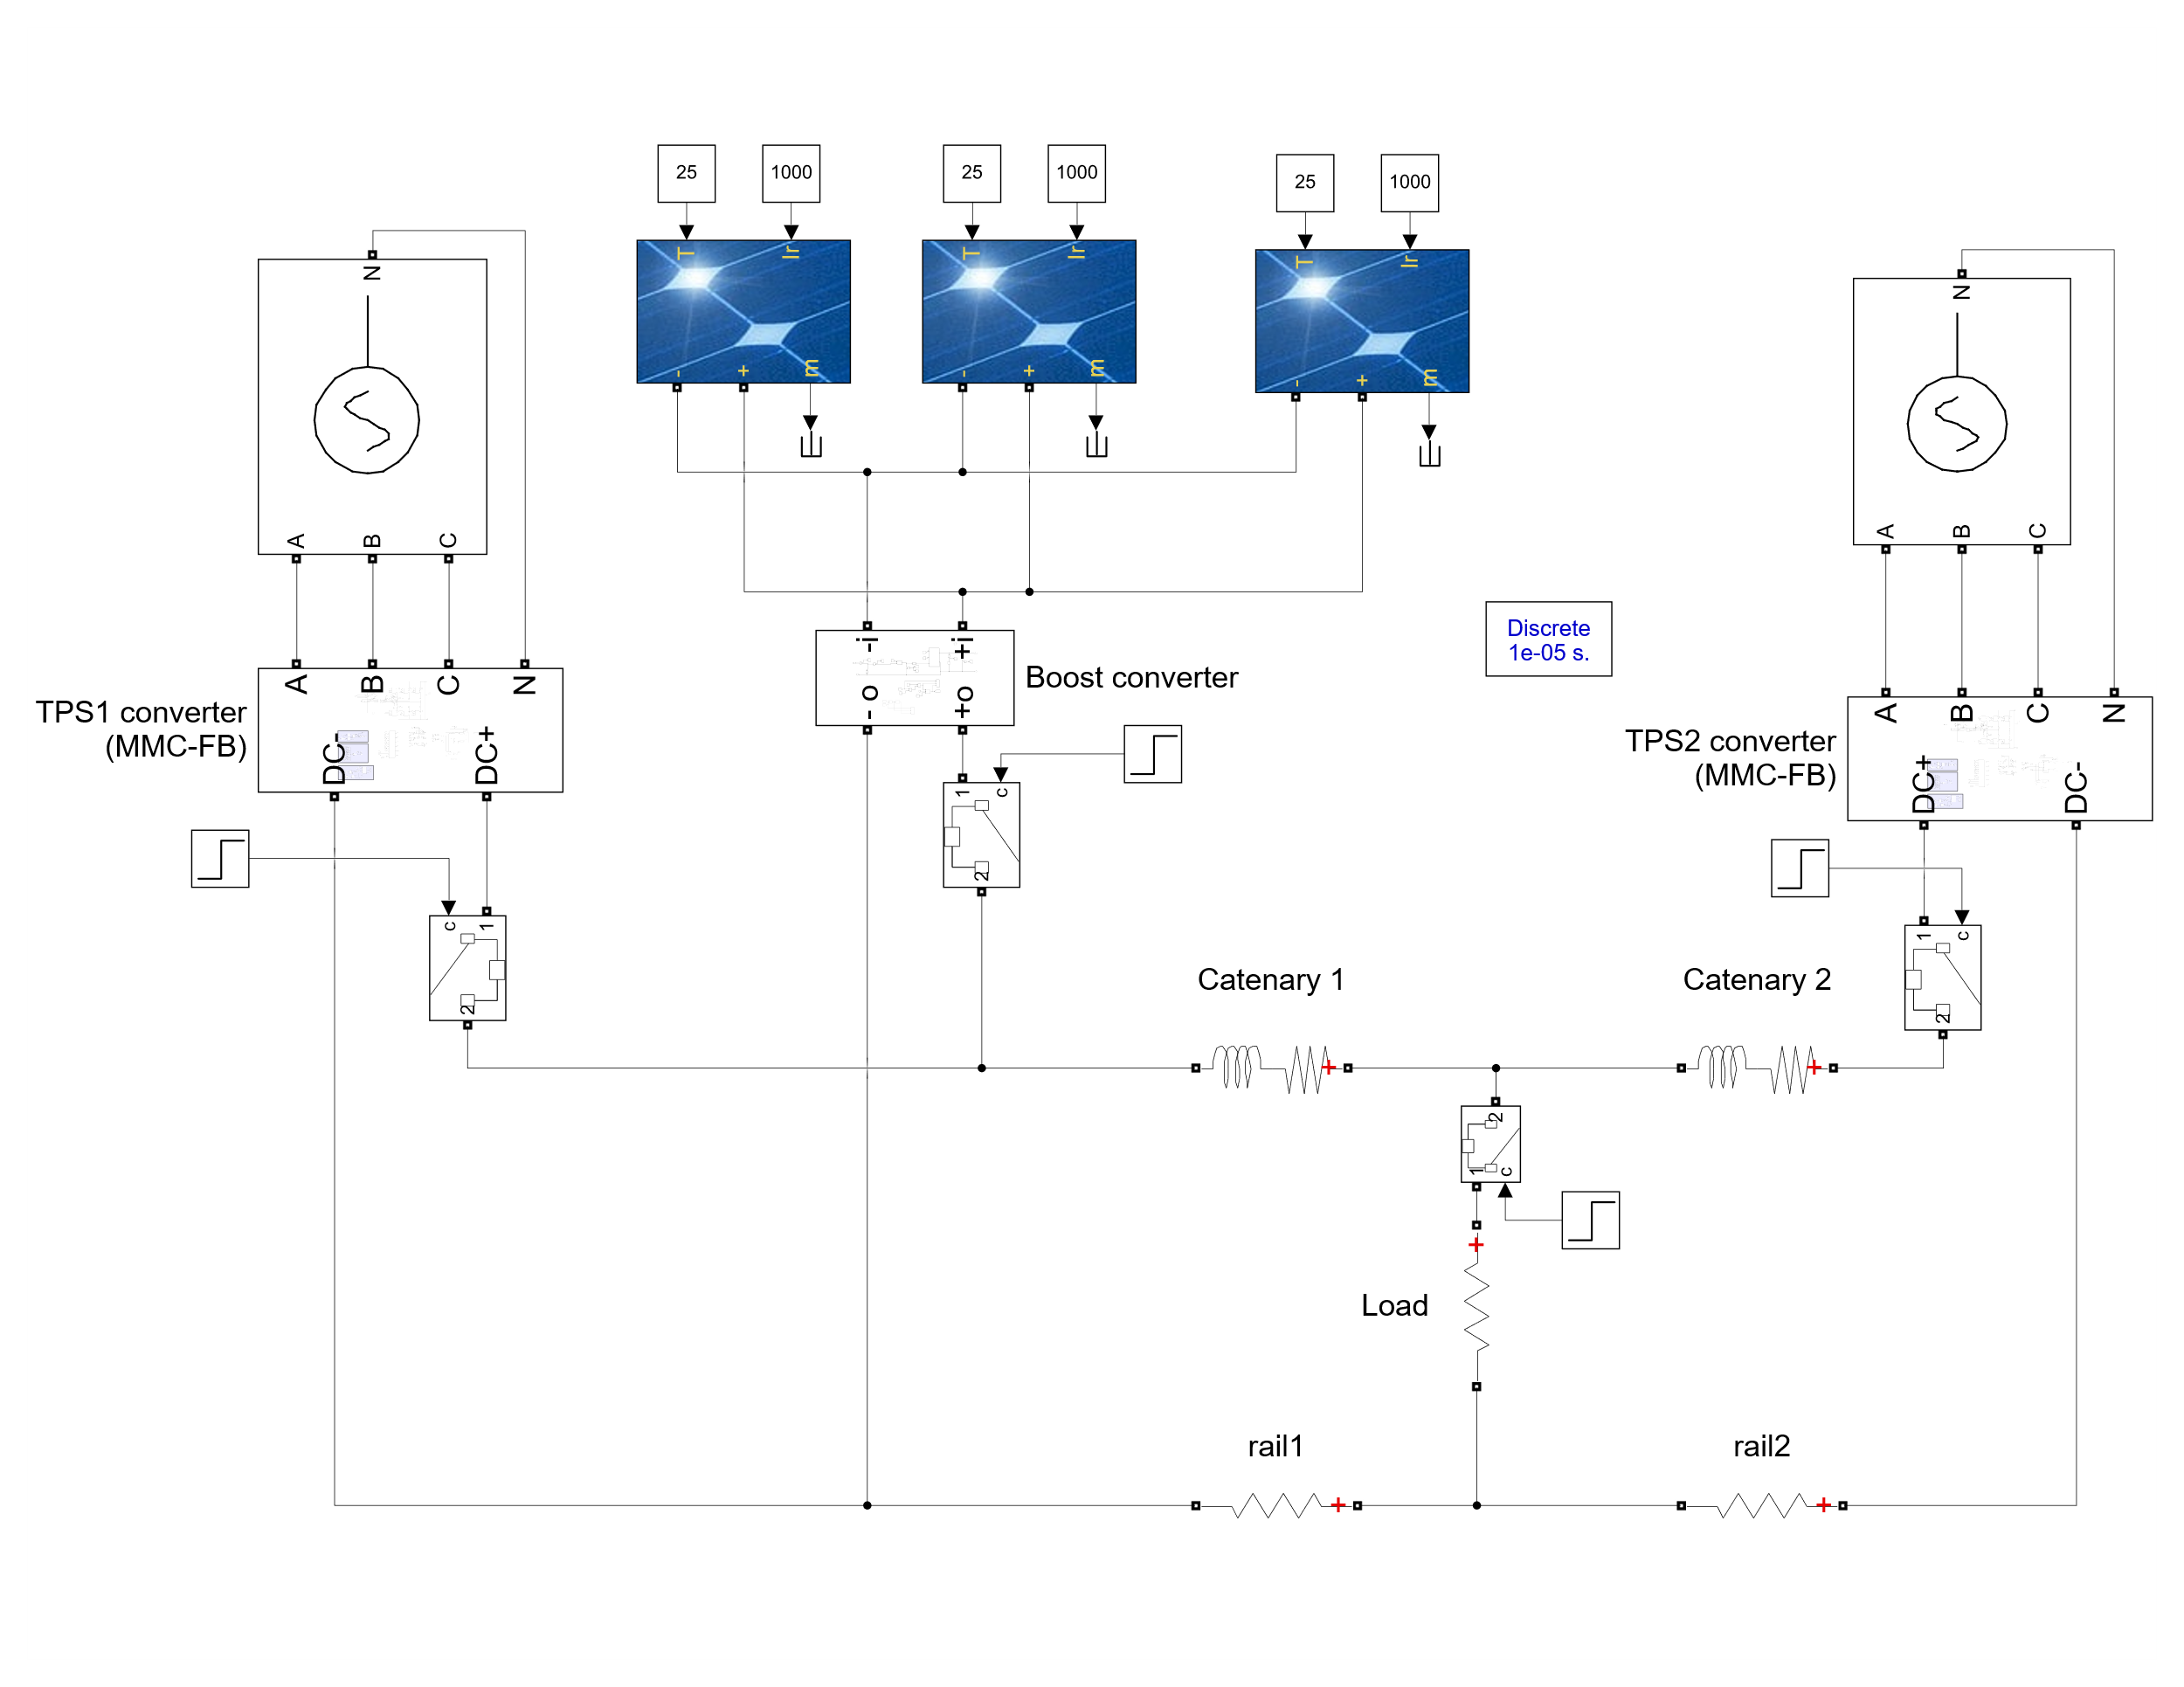 25
1000
25
1000
25
1000
T
Ir
T
Ir
T
Ir
N
N
-
+
m
-
+
m
-
+
m
A
B
C
A
B
C
-i
+i
- o
+o
Boost converter
Discrete
1e-05 s.
A
B
C
N
TPS1 converter
(MMC-FB)
DC-
DC+
A
B
C
N
TPS2 converter
(MMC-FB)
DC+
DC-
1
c
2
c
1
2
1
c
2
Catenary 1
Catenary 2
+
+
2
1
c
+
Load
rail1
rail2
+
+